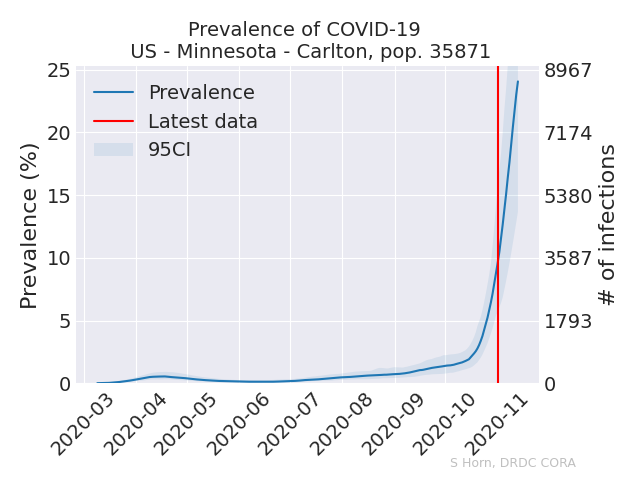 Prevalence of COVID-19
US - Minnesota - Carlton, pop. 35871
Prevalence (%)
25
20
15
10
5
0
Prevalence
Latest data
95CI
8967
7174
5380
3587
1793
0
# of infections
2020-03
2020-04
2020-05
2020-06
2020-07
2020-08
2020-09
2020-10
2020-11
S Horn, DRDC CORA